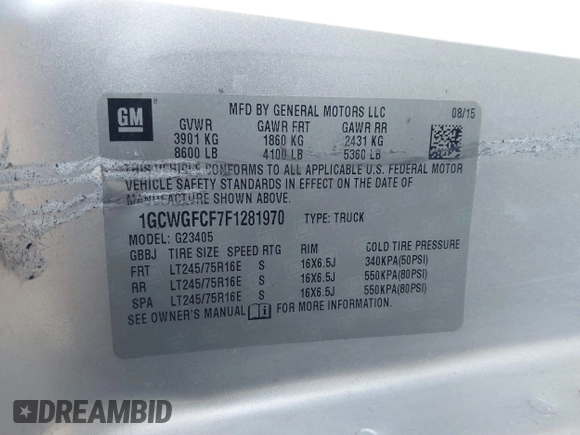 GM
MFD BY GENERAL MOTORS LLC 08/15
GVWR GAWR FRT GAWR RR
3901 KG 1860 KG 2431 KG
8600 LB 4100 LB 5360 LB
THIS VEHICLE CONFORMS TO ALL APPLICABLE U.S. FEDERAL MOTOR
VEHICLE SAFETY STANDARDS IN EFFECT ON THE DATE OF
MANUFACTURE SHOWN ABOVE.
1GCWGFCF7F1281970 TYPE: TRUCK
MODEL: G23405
GBBJ TIRE SIZE SPEED RTG RIM COLD TIRE PRESSURE
FRT LT245/75R16E S 16X6.5J 340KPA(50PSI)
RR LT245/75R16E S 16X6.5J 550KPA(80PSI)
SPA LT245/75R16E S 16X6.5J 550KPA(80PSI)
SEE OWNER'S MANUAL FOR MORE INFORMATION.
DREAMBID